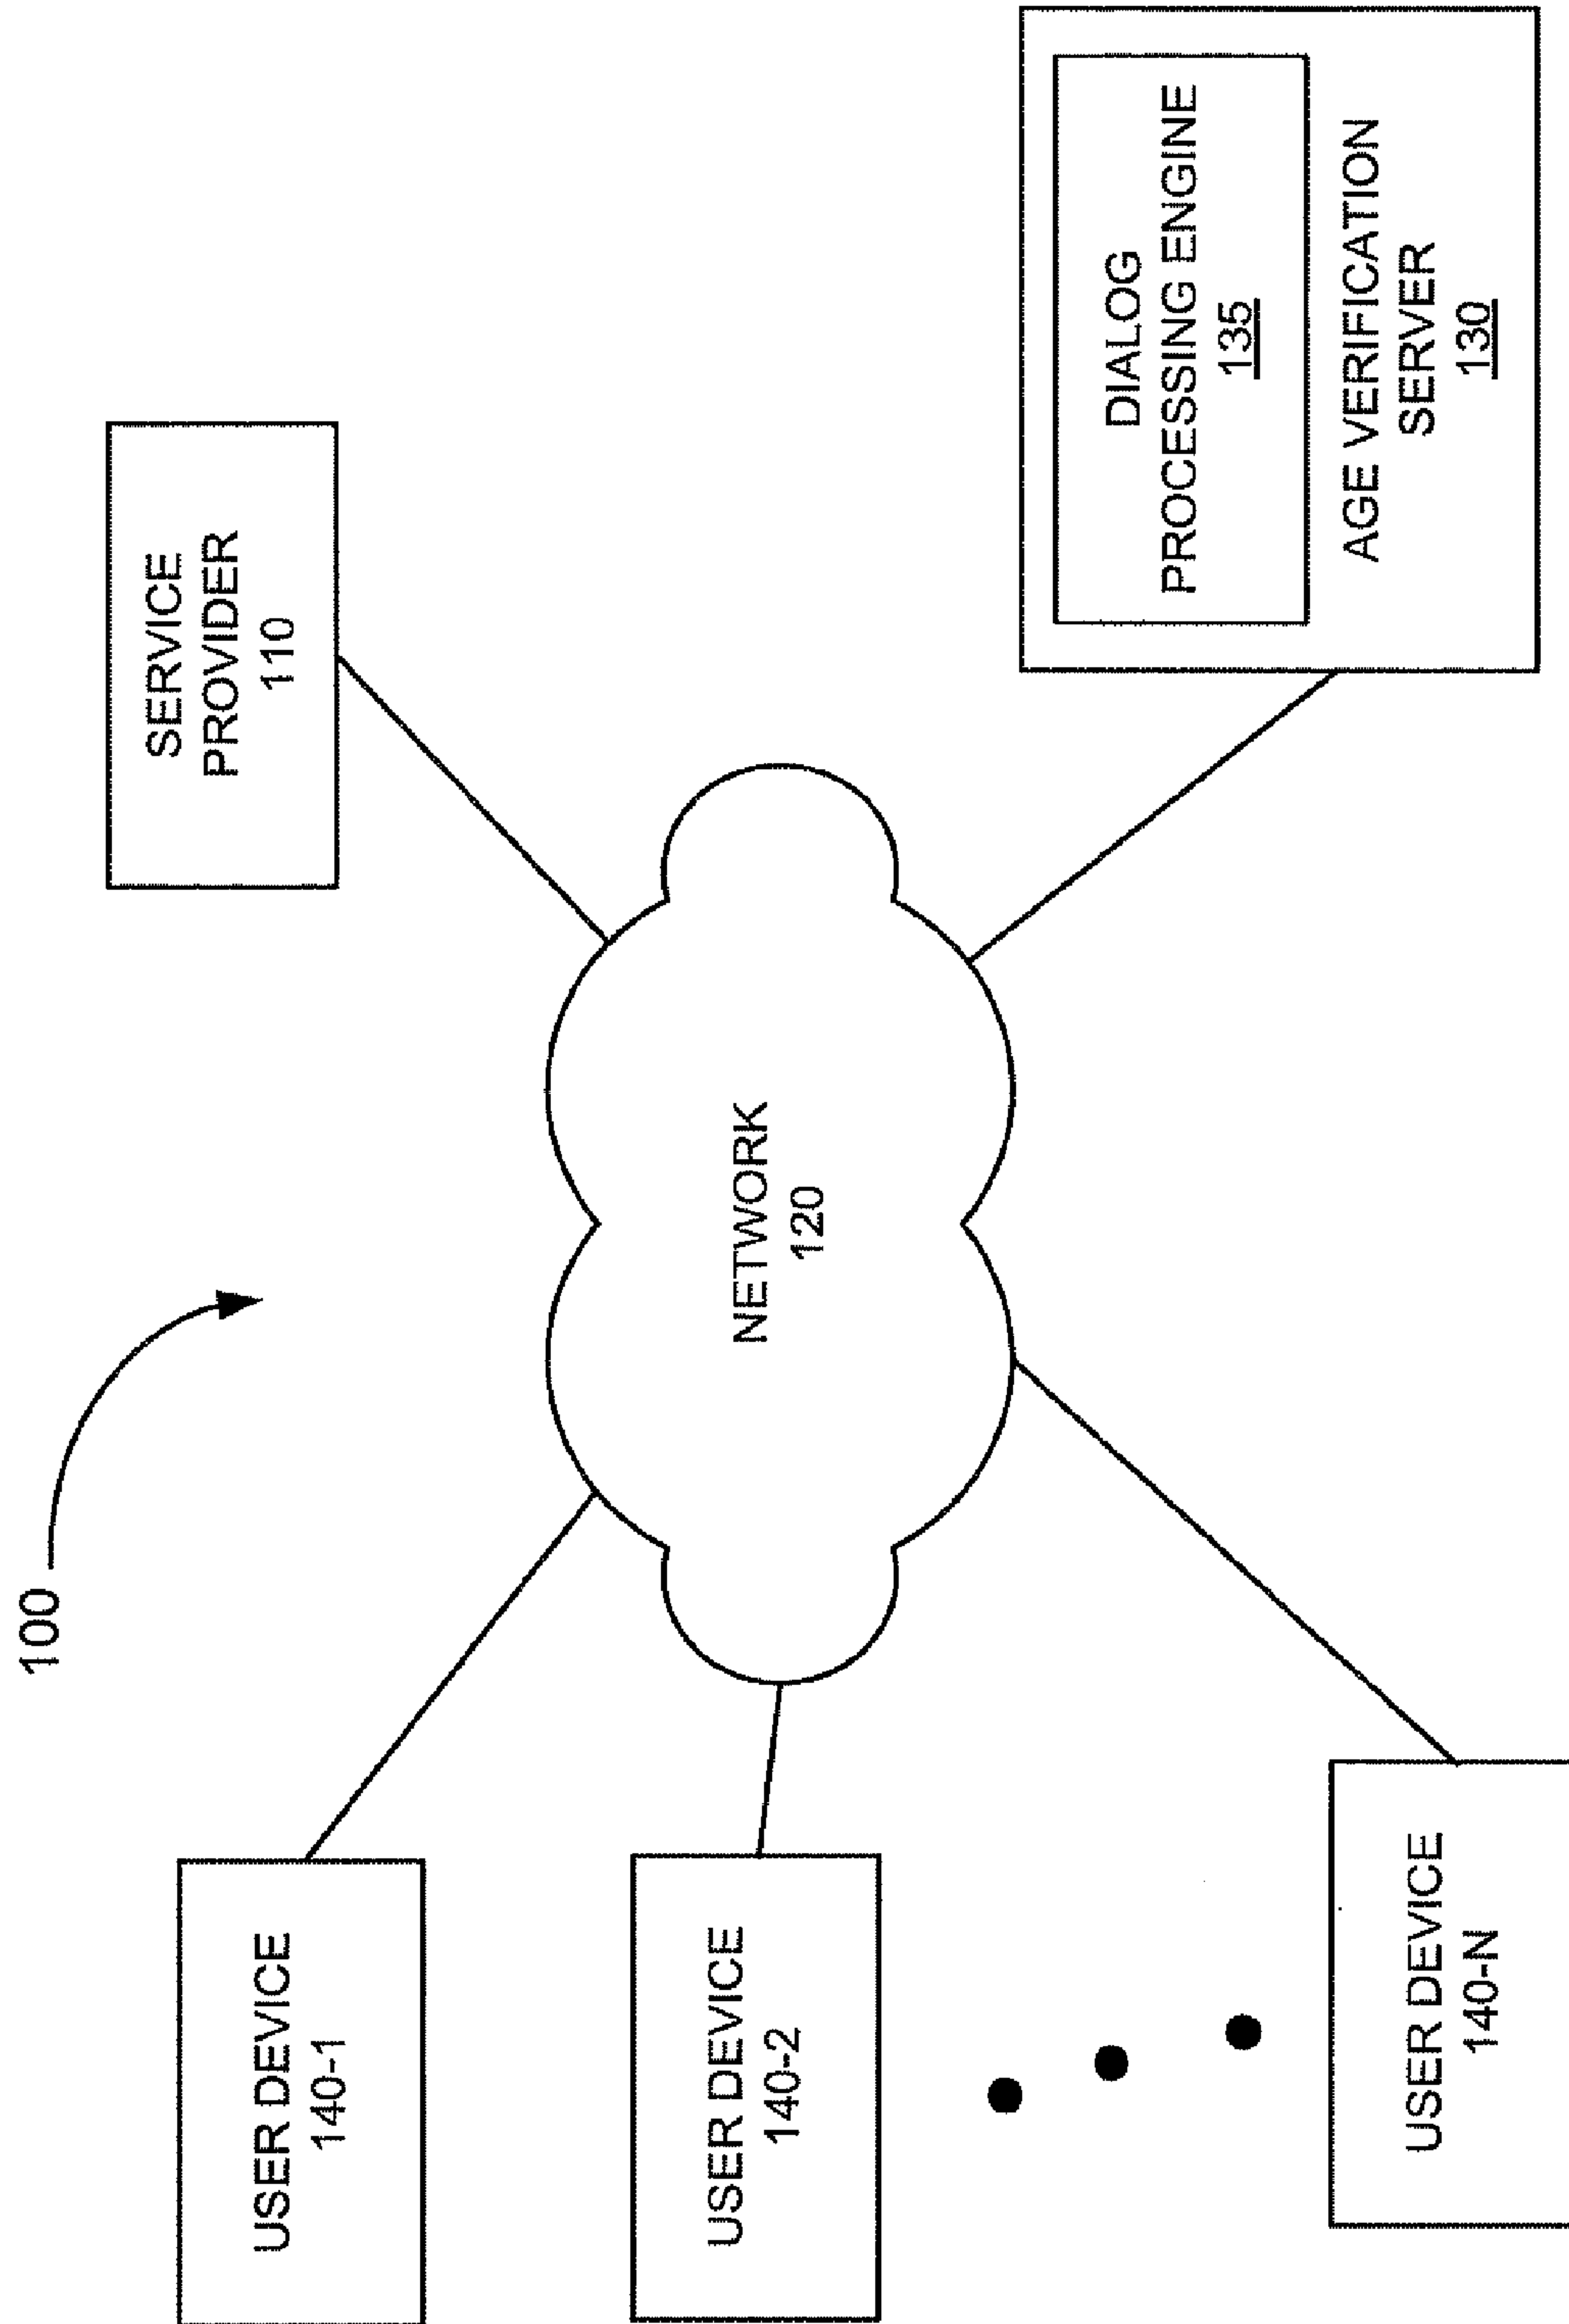 100
USER DEVICE
140-1
USER DEVICE
140-2
USER DEVICE
140-N
NETWORK
120
SERVICE
PROVIDER
110
DIALOG
PROCESSING ENGINE
135
AGE VERIFICATION
SERVER
130